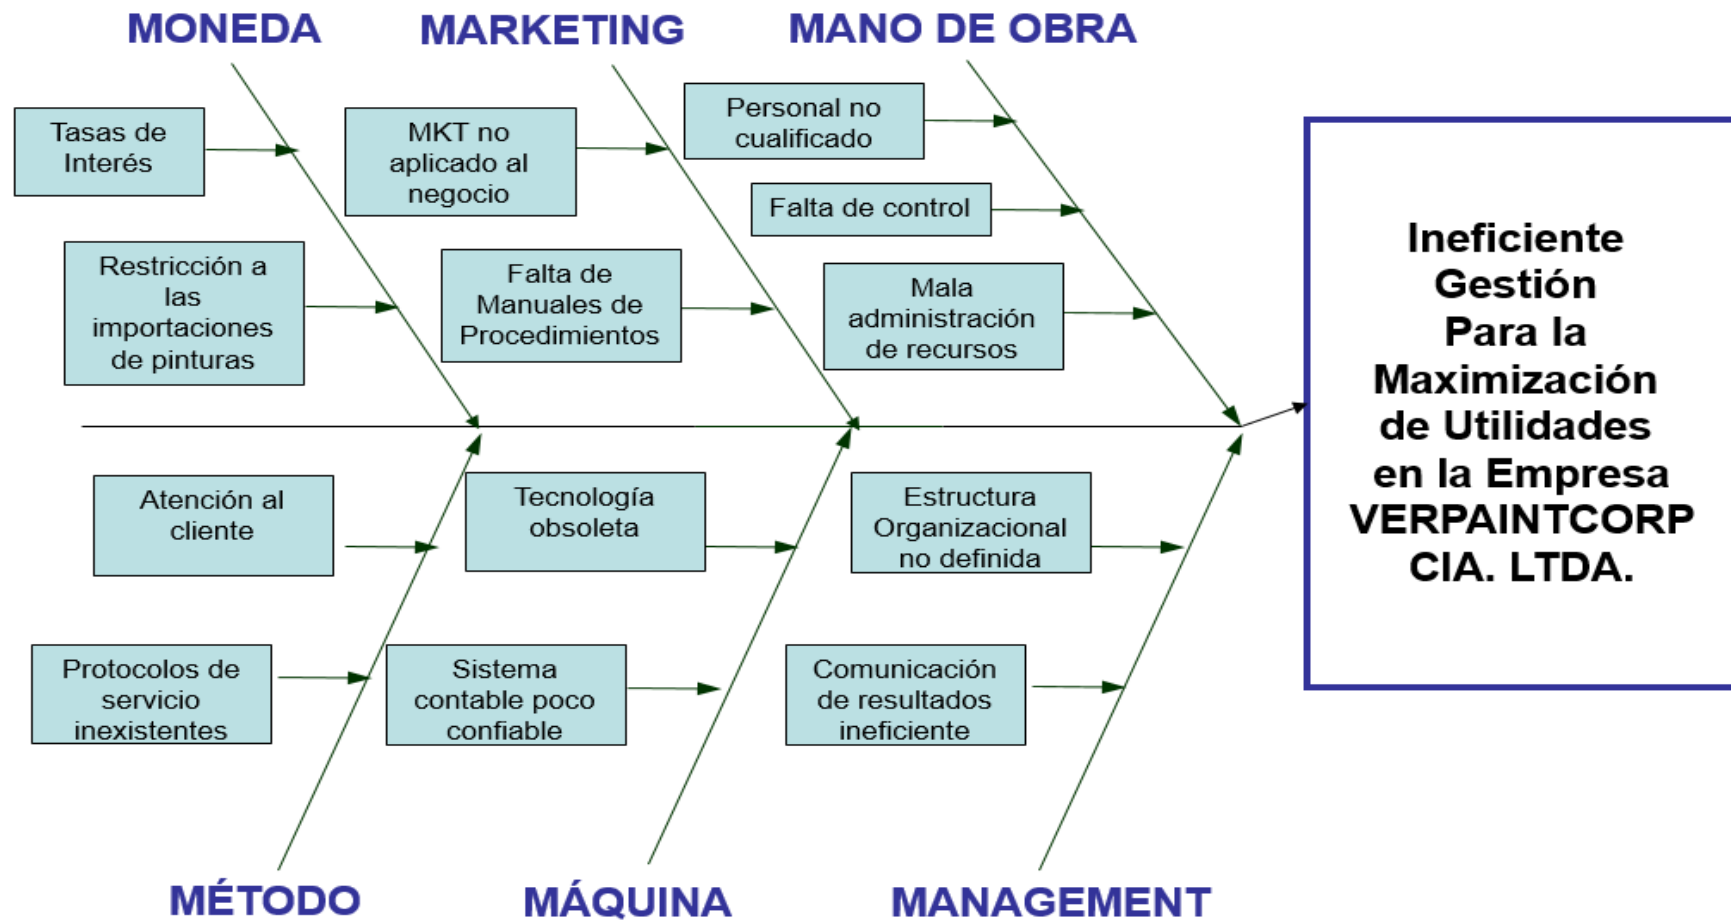 MONEDA
MARKETING
MANO DE OBRA
Tasas de
Interés
MKT no
aplicado al
negocio
Personal no
cualificado
Falta de control
Restricción a
las
importaciones
de pinturas
Falta de
Manuales de
Procedimientos
Mala
administración
de recursos
Ineficiente
Gestión
Para la
Maximización
de Utilidades
en la Empresa
VERPAINTCORP
CIA. LTDA.
Atención al
cliente
Tecnología
obsoleta
Estructura
Organizacional
no definida
Protocolos de
servicio
inexistentes
Sistema
contable poco
confiable
Comunicación
de resultados
ineficiente
MÉTODO
MÁQUINA
MANAGEMENT